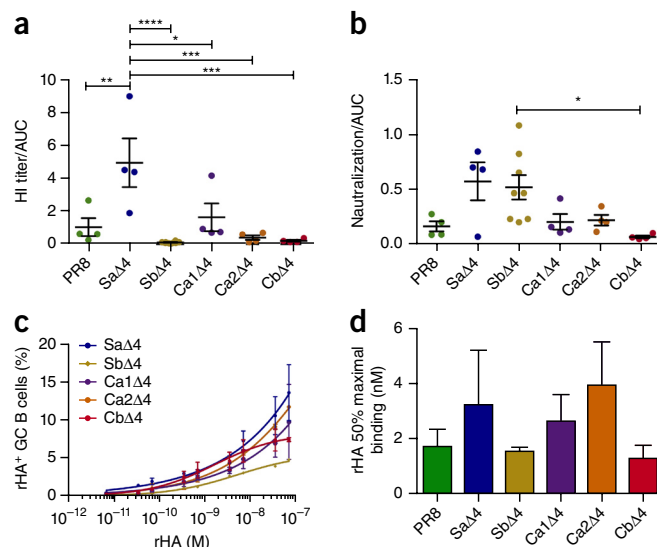 a
****
*
***
***
**
HI titer/AUC
10
8
6
4
2
0
PR8
SaΔ4
SbΔ4
Ca1Δ4
Ca2Δ4
CbΔ4
b
*
Nautralization/AUC
1.5
1.0
0.5
0.0
PR8
SaΔ4
SbΔ4
Ca1Δ4
Ca2Δ4
CbΔ4
c
rHA⁺ GC B cells (%)
20
15
10
5
0
SaΔ4
SbΔ4
Ca1Δ4
Ca2Δ4
CbΔ4
10⁻¹² 10⁻¹¹ 10⁻¹⁰ 10⁻⁹ 10⁻⁸ 10⁻⁷
rHA (M)
d
rHA 50% maximal
binding (nM)
6
4
2
0
PR8
SaΔ4
SbΔ4
Ca1Δ4
Ca2Δ4
CbΔ4